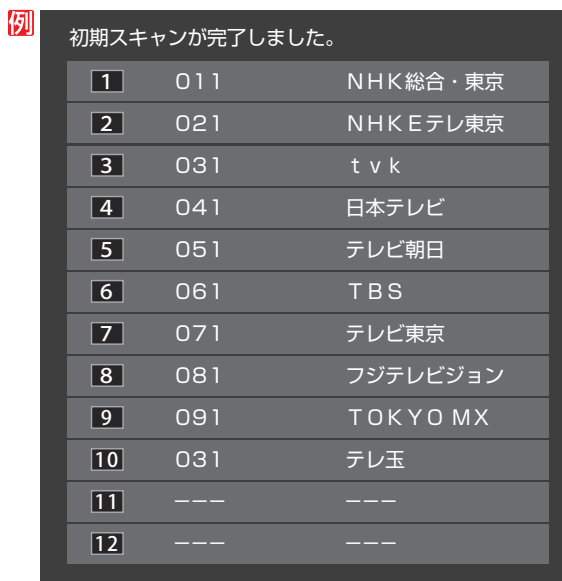 例
初期スキャンが完了しました。
1 011 NHK総合・東京
2 021 NHKEテレ東京
3 031 tvk
4 041 日本テレビ
5 051 テレビ朝日
6 061 TBS
7 071 テレビ東京
8 081 フジテレビジョン
9 091 TOKYO MX
10 031 テレ玉
11 −−− −−−
12 −−− −−−